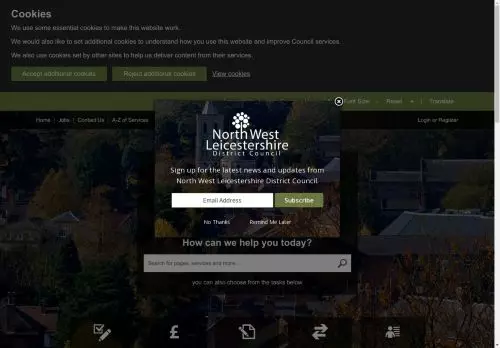 Cookies
We use some essential cookies to make this website work.
We would also like to set additional cookies to understand how you use this website and improve Council services.
We also use cookies set by other sites to help us deliver content from their services.
Accept additional cookies Reject additional cookies View cookies
Font Size: - Reset + | Translate
Home | Jobs | Contact Us | A-Z of Services Login or Register
North West
Leicestershire
District Council
Sign up for the latest news and updates from
North West Leicestershire District Council
Email Address Subscribe
No Thanks Remind Me Later
How can we help you today?
Search for pages, services and more
you can also choose from the tasks below